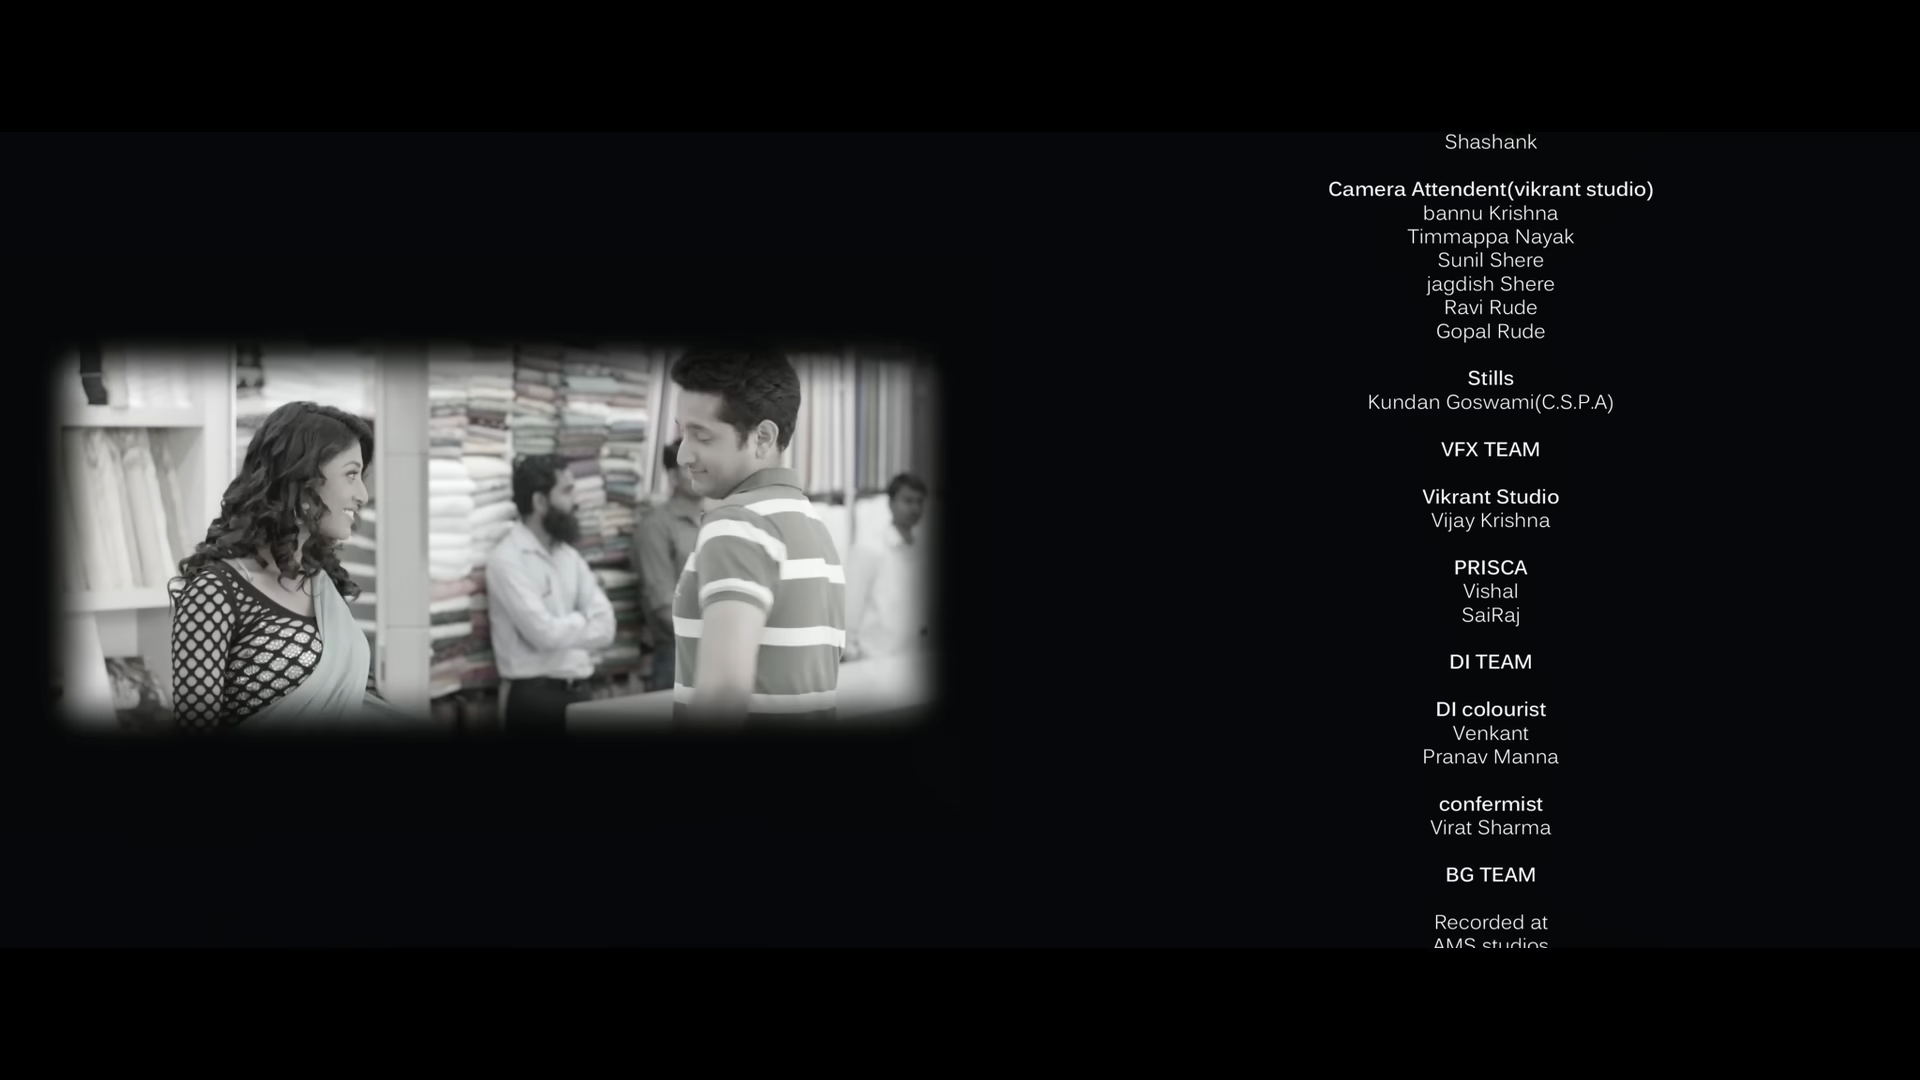 Shashank
Camera Attendent(vikrant studio)
bannu Krishna
Timmappa Nayak
Sunil Shere
jagdish Shere
Ravi Rude
Gopal Rude
Stills
Kundan Goswami(C.S.P.A)
VFX TEAM
Vikrant Studio
Vijay Krishna
PRISCA
Vishal
SaiRaj
DI TEAM
DI colourist
Venkant
Pranav Manna
confermist
Virat Sharma
BG TEAM
Recorded at
AMS studios